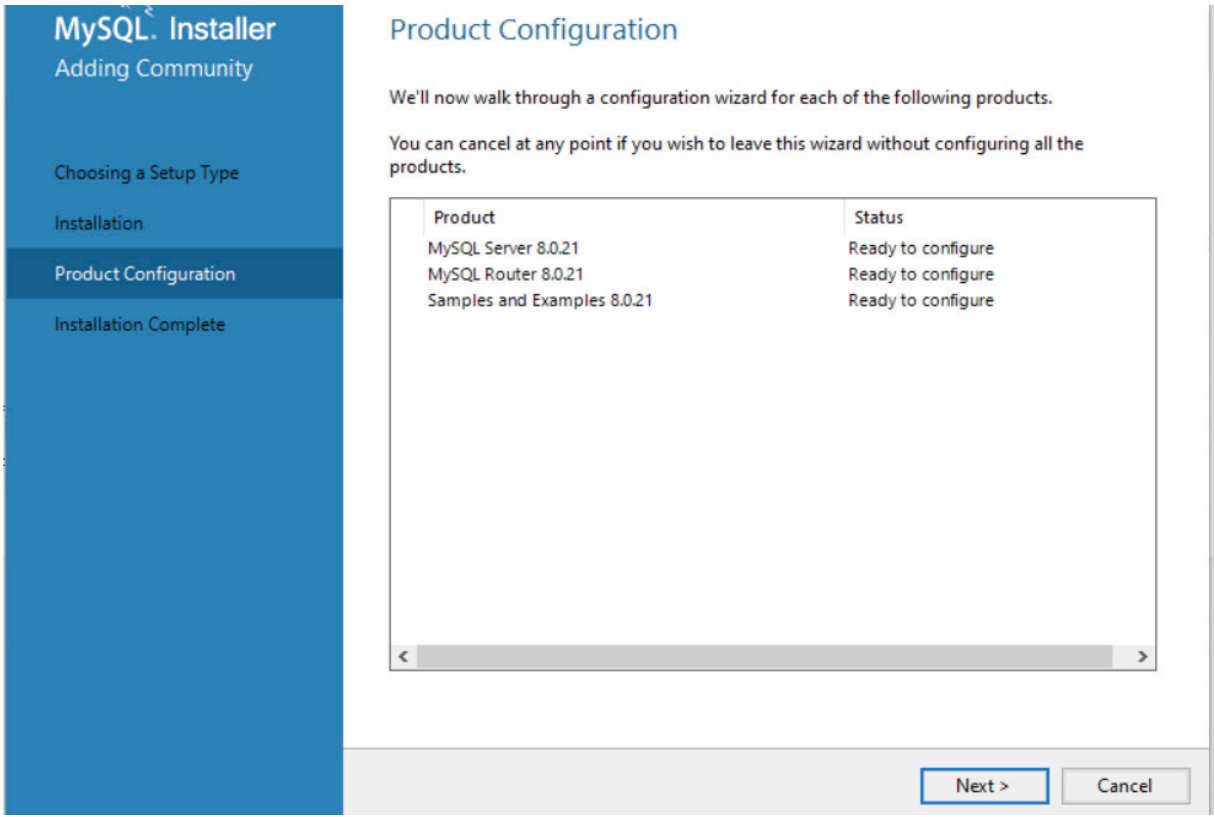 MySQL. Installer
Adding Community
Choosing a Setup Type
Installation
Product Configuration
Installation Complete
Product Configuration
We'll now walk through a configuration wizard for each of the following products.
You can cancel at any point if you wish to leave this wizard without configuring all the
products.
Product Status
MySQL Server 8.0.21 Ready to configure
MySQL Router 8.0.21 Ready to configure
Samples and Examples 8.0.21 Ready to configure
Next > Cancel